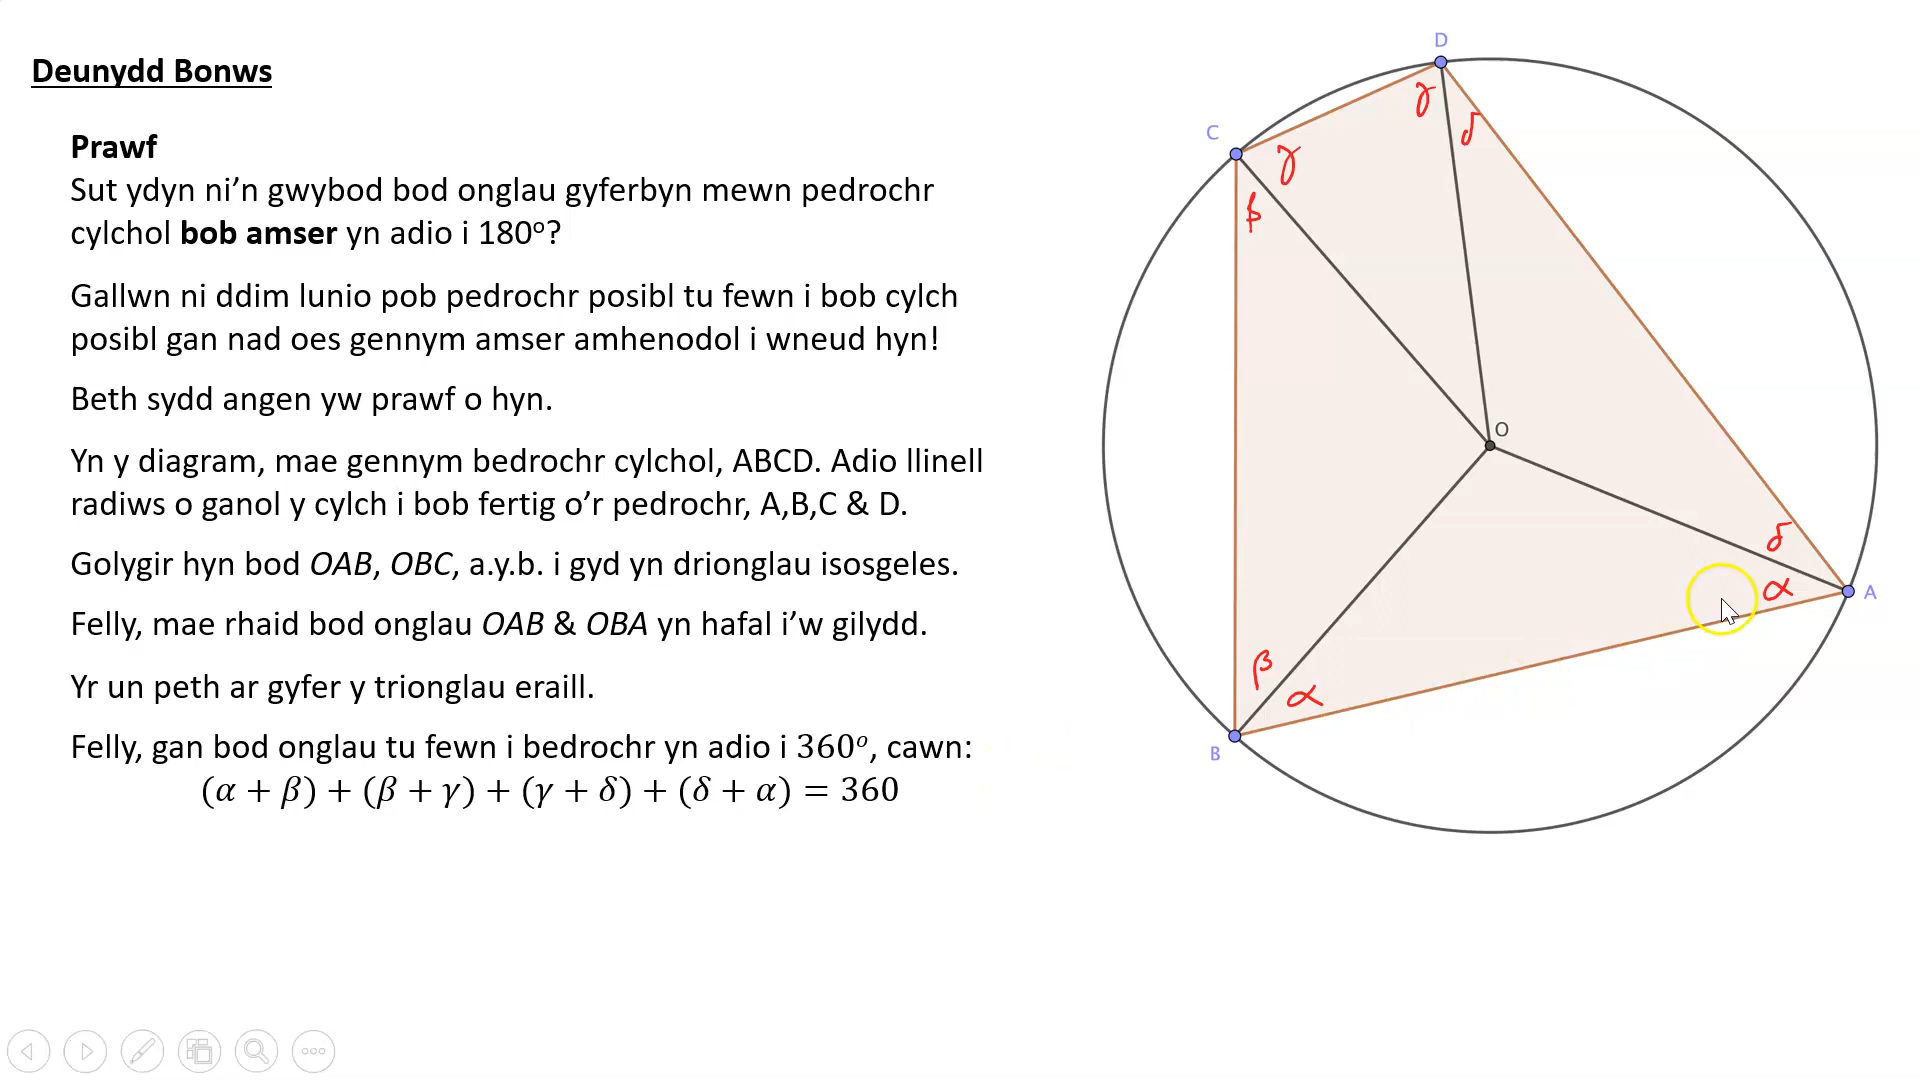 Deunydd Bonws
Prawf
Sut ydyn ni’n gwybod bod onglau gyferbyn mewn pedrochr
cylchol bob amser yn adio i 180º?
Gallwn ni ddim lunio pob pedrochr posibl tu fewn i bob cylch
posibl gan nad oes gennym amser amhenodol i wneud hyn!
Beth sydd angen yw prawf o hyn.
Yn y diagram, mae gennym bedrochr cylchol, ABCD. Adio llinell
radiws o ganol y cylch i bob fertig o’r pedrochr, A,B,C & D.
Golygir hyn bod OAB, OBC, a.y.b. i gyd yn drionglau isosgeles.
Felly, mae rhaid bod onglau OAB & OBA yn hafal i’w gilydd.
Yr un peth ar gyfer y trionglau eraill.
Felly, gan bod onglau tu fewn i bedrochr yn adio i 360º, cawn:
(α + β) + (β + γ) + (γ + δ) + (δ + α) = 360
D
γ
δ
C
γ
β
O
δ
α
A
β
α
B